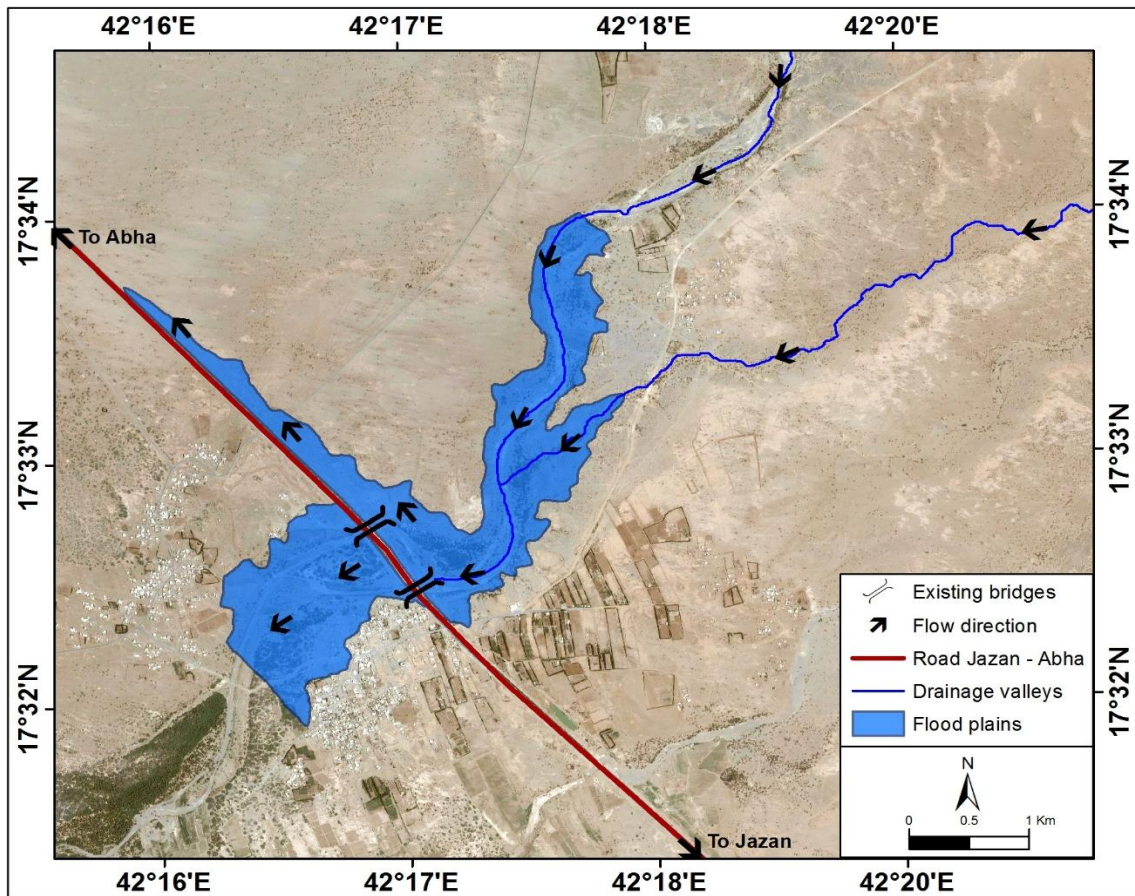 42°16'E 42°17'E 42°18'E 42°20'E
17°34'N
17°34'N
To Abha
17°33'N
17°33'N
17°32'N
17°32'N
Existing bridges
Flow direction
Road Jazan - Abha
Drainage valleys
Flood plains
N
0 0.5 1 Km
To Jazan
42°16'E 42°17'E 42°18'E 42°20'E